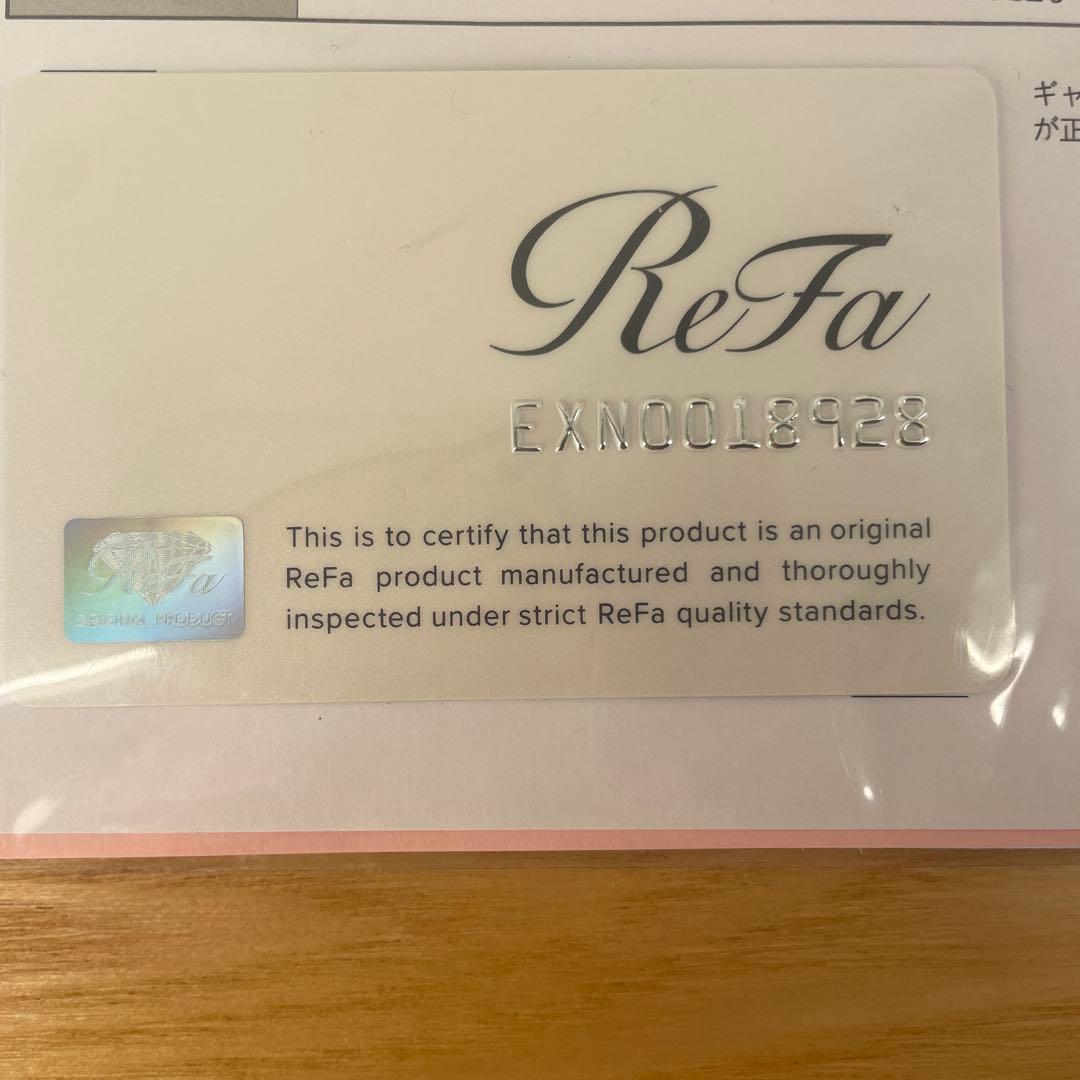 ギャ
が正
ReFa
EXN0018928
This is to certify that this product is an original
ReFa product manufactured and thoroughly
inspected under strict ReFa quality standards.
ReFa
ORIGINAL PRODUCT